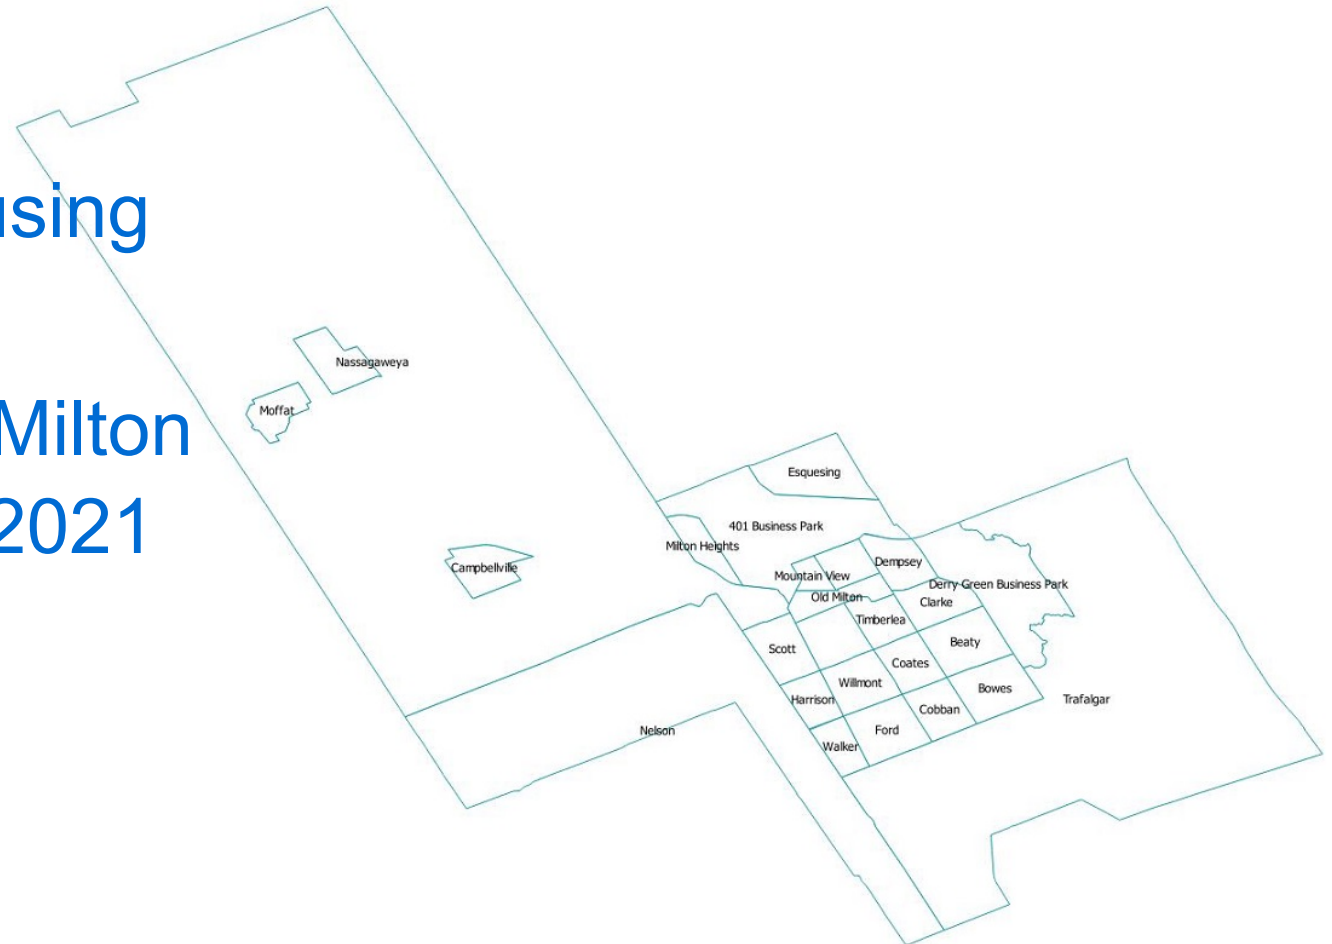 using
Milton
2021
Nassagaweya
Moffat
Campbellville
Esquesing
401 Business Park
Milton Heights
Mountain View
Dempsey
Derry Green Business Park
Old Milton
Clarke
Timberlea
Scott
Beaty
Coates
Willmont
Bowes
Harrison
Cobban
Trafalgar
Ford
Nelson
Walker